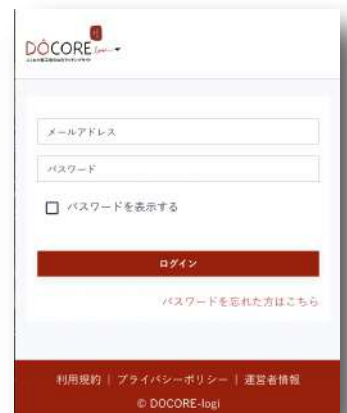 DOCORE
メールアドレス
パスワード
パスワードを表示する
ログイン
パスワードを忘れた方はこちら
利用規約 | プライバシーポリシー | 運営者情報
© DOCORE-logi